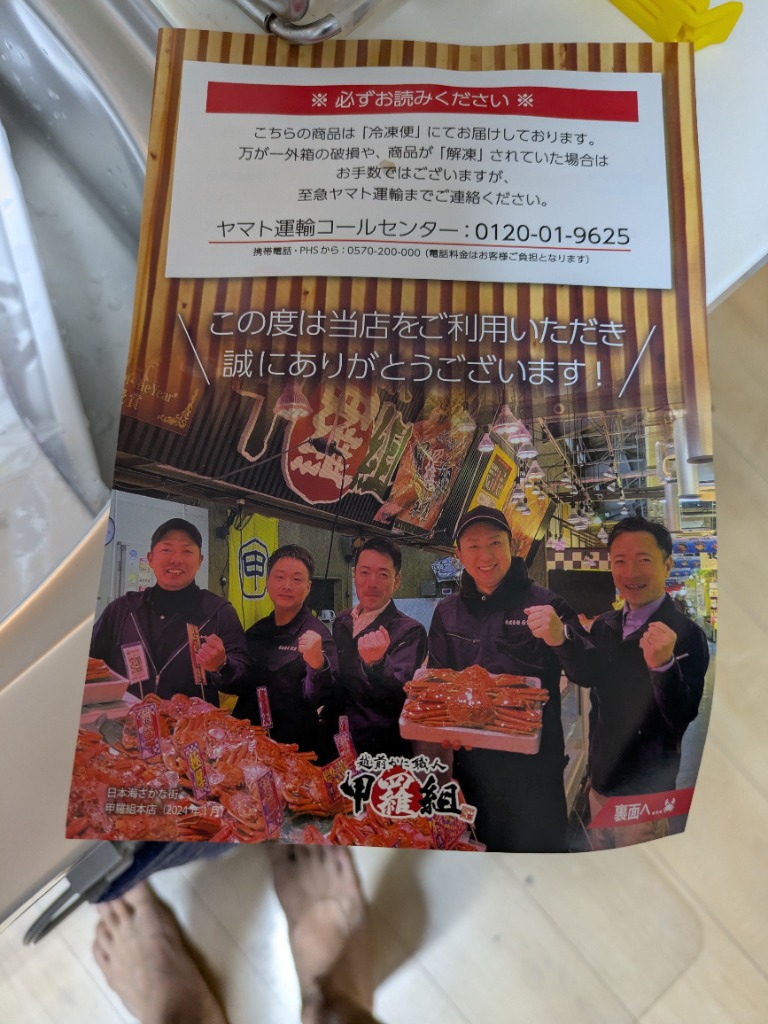 ※ 必ずお読みください ※
こちらの商品は「冷凍便」にてお届けしております。
万が一外箱の破損や、商品が「解凍」されていた場合は
お手数ではございますが、
至急ヤマト運輸までご連絡ください。
ヤマト運輸コールセンター：0120-01-9625
携帯電話・PHSから：0570-200-000（電話料金はお客様ご負担となります）
この度は当店をご利用いただき
誠にありがとうございます！
甲
日本海さかな街
甲羅組本店（2024年1月）
越前かに職人
甲羅組
裏面へ...